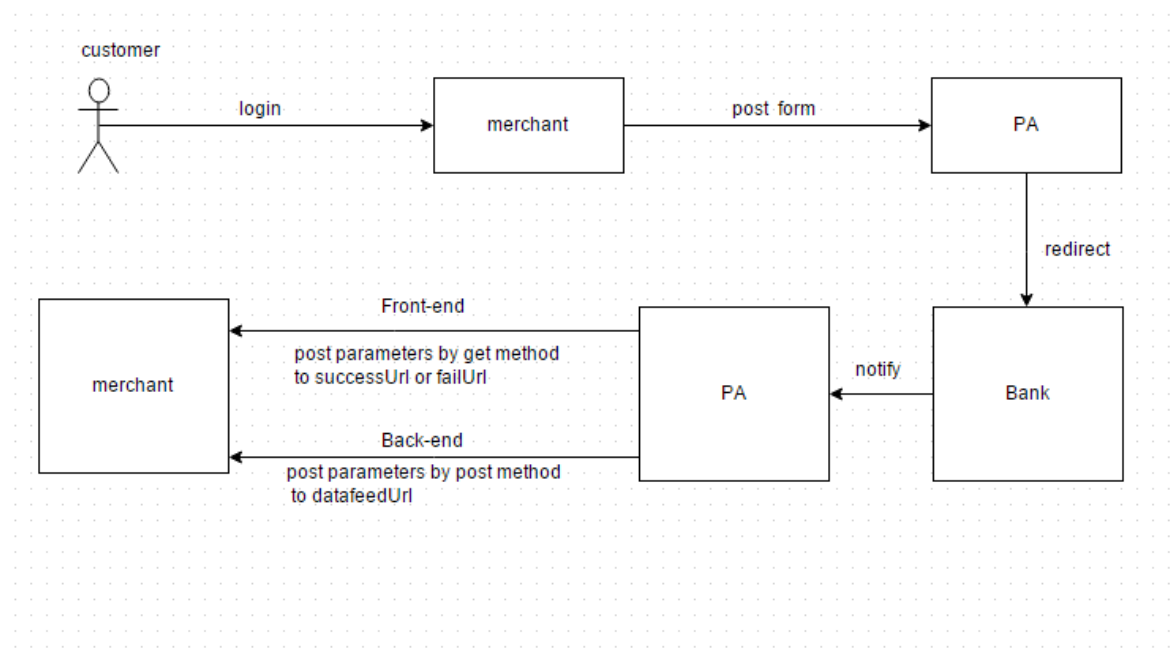 customer
login
merchant
post form
PA
redirect
Front-end
post parameters by get method
to successUrl or failUrl
merchant
PA
notify
Bank
Back-end
post parameters by post method
to datafeedUrl